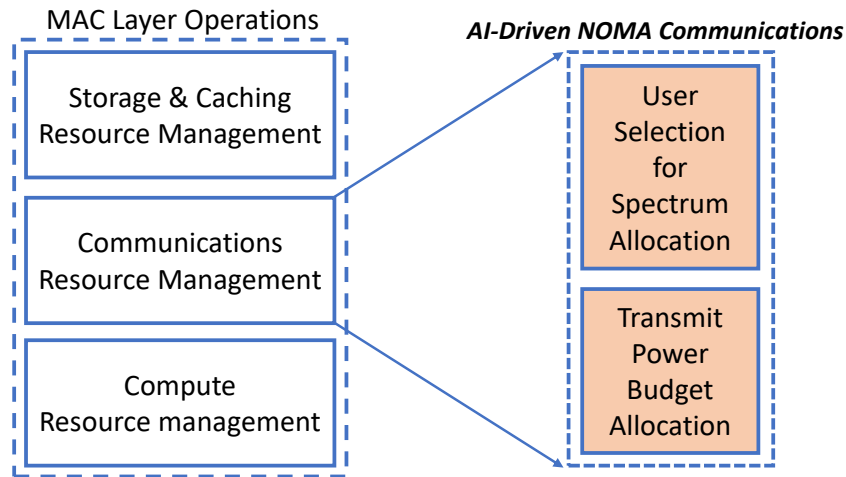 MAC Layer Operations
Storage & Caching
Resource Management
Communications
Resource Management
Compute
Resource management
AI-Driven NOMA Communications
User
Selection
for
Spectrum
Allocation
Transmit
Power
Budget
Allocation